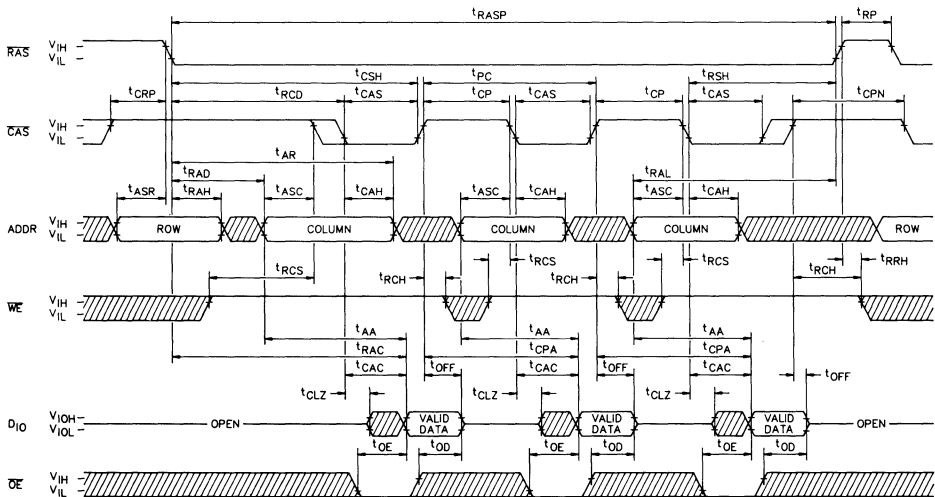 tRASP tRP
RAS VIH
VIL
tCSH tPC tRSH
tCRP tRCD tCAS tCP tCAS tCP tCAS tCPN
CAS VIH
VIL
tAR
tRAD tRAL
tASR tRAH tASC tCAH tASC tCAH tASC tCAH
ADDR VIH
VIL
ROW COLUMN COLUMN COLUMN ROW
tRCS tRCH tRCS tRCH tRCS tRCH tRRH
WE VIH
VIL
tAA tAA tAA
tRAC tCPA tCPA
tCAC tOFF tCAC tOFF tCAC tOFF
tCLZ tCLZ tCLZ
DIO VIOH
VIOL
OPEN VALID DATA VALID DATA VALID DATA OPEN
tOE tOD tOE tOD tOE tOD
OE VIH
VIL